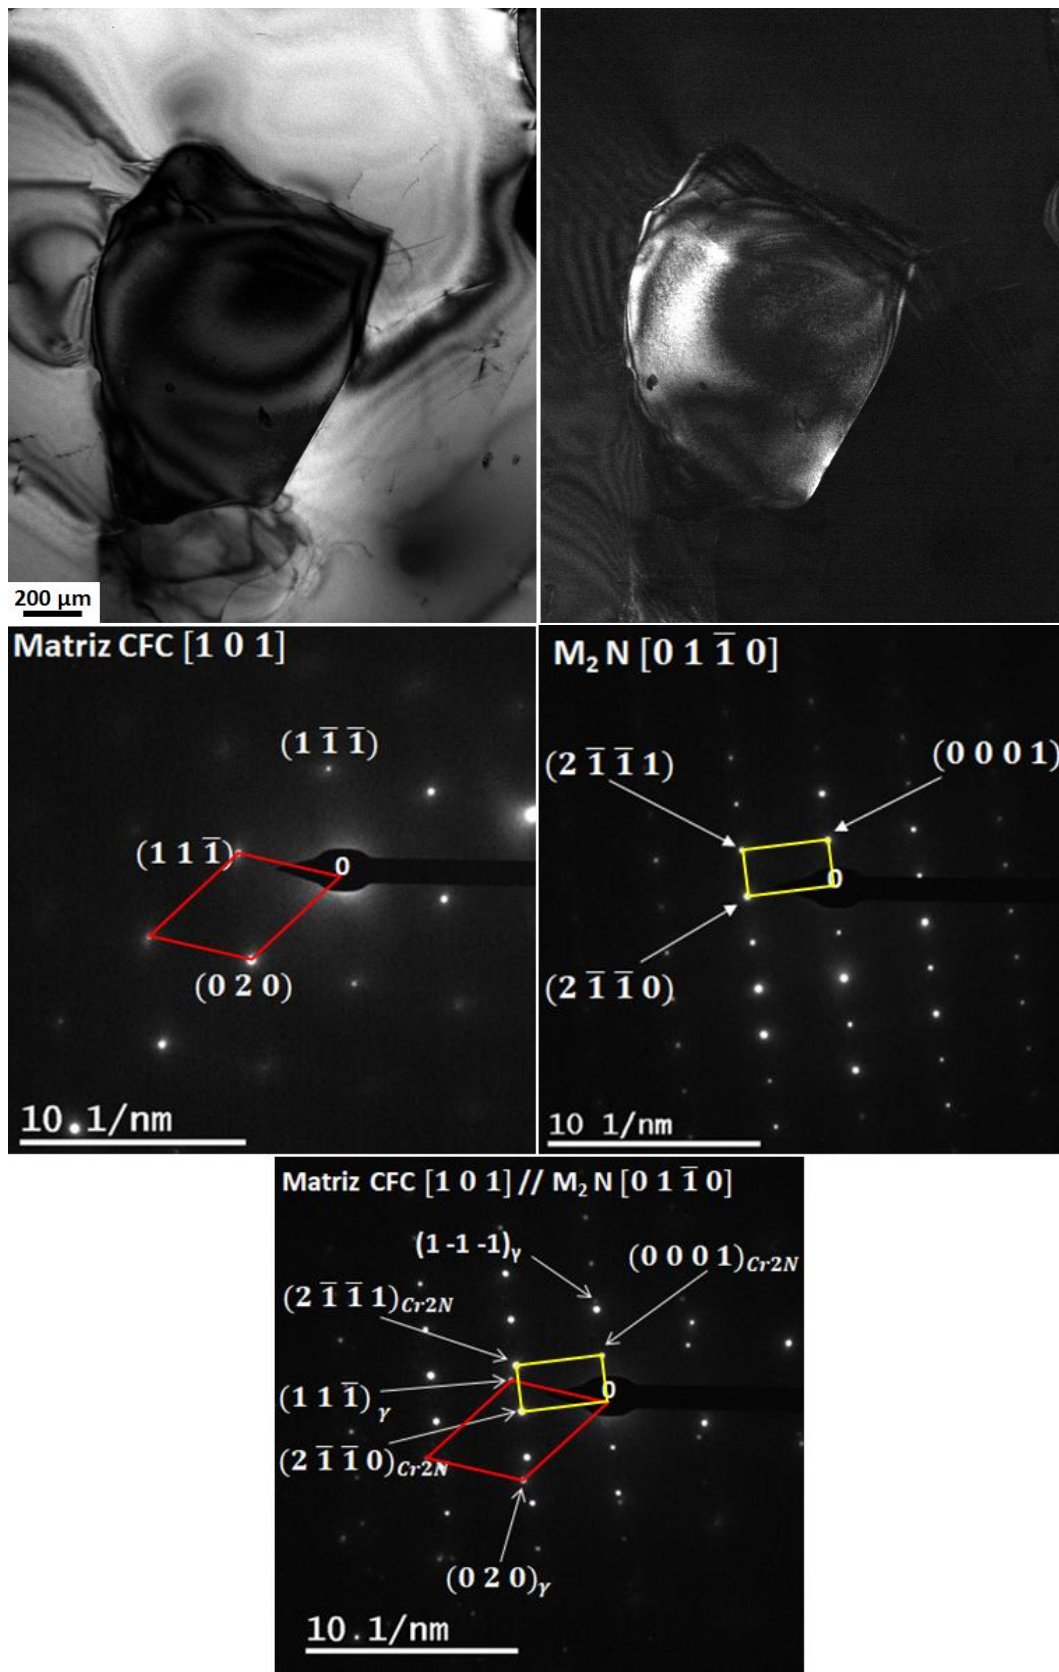 200 µm
Matriz CFC [1 0 1]
(1 1̅ 1̅)
(1 1 1̅)
0
(0 2 0)
10 1/nm
M₂ N [0 1 1̅ 0]
(2 1̅ 1̅ 1)
(0 0 0 1)
0
(2 1̅ 1̅ 0)
10 1/nm
Matriz CFC [1 0 1] // M₂ N [0 1 1̅ 0]
(1 -1 -1)γ
(0 0 0 1)Cr2N
(2 1̅ 1̅ 1)Cr2N
0
(1 1 1̅) γ
(2 1̅ 1̅ 0)Cr2N
(0 2 0)γ
10.1/nm